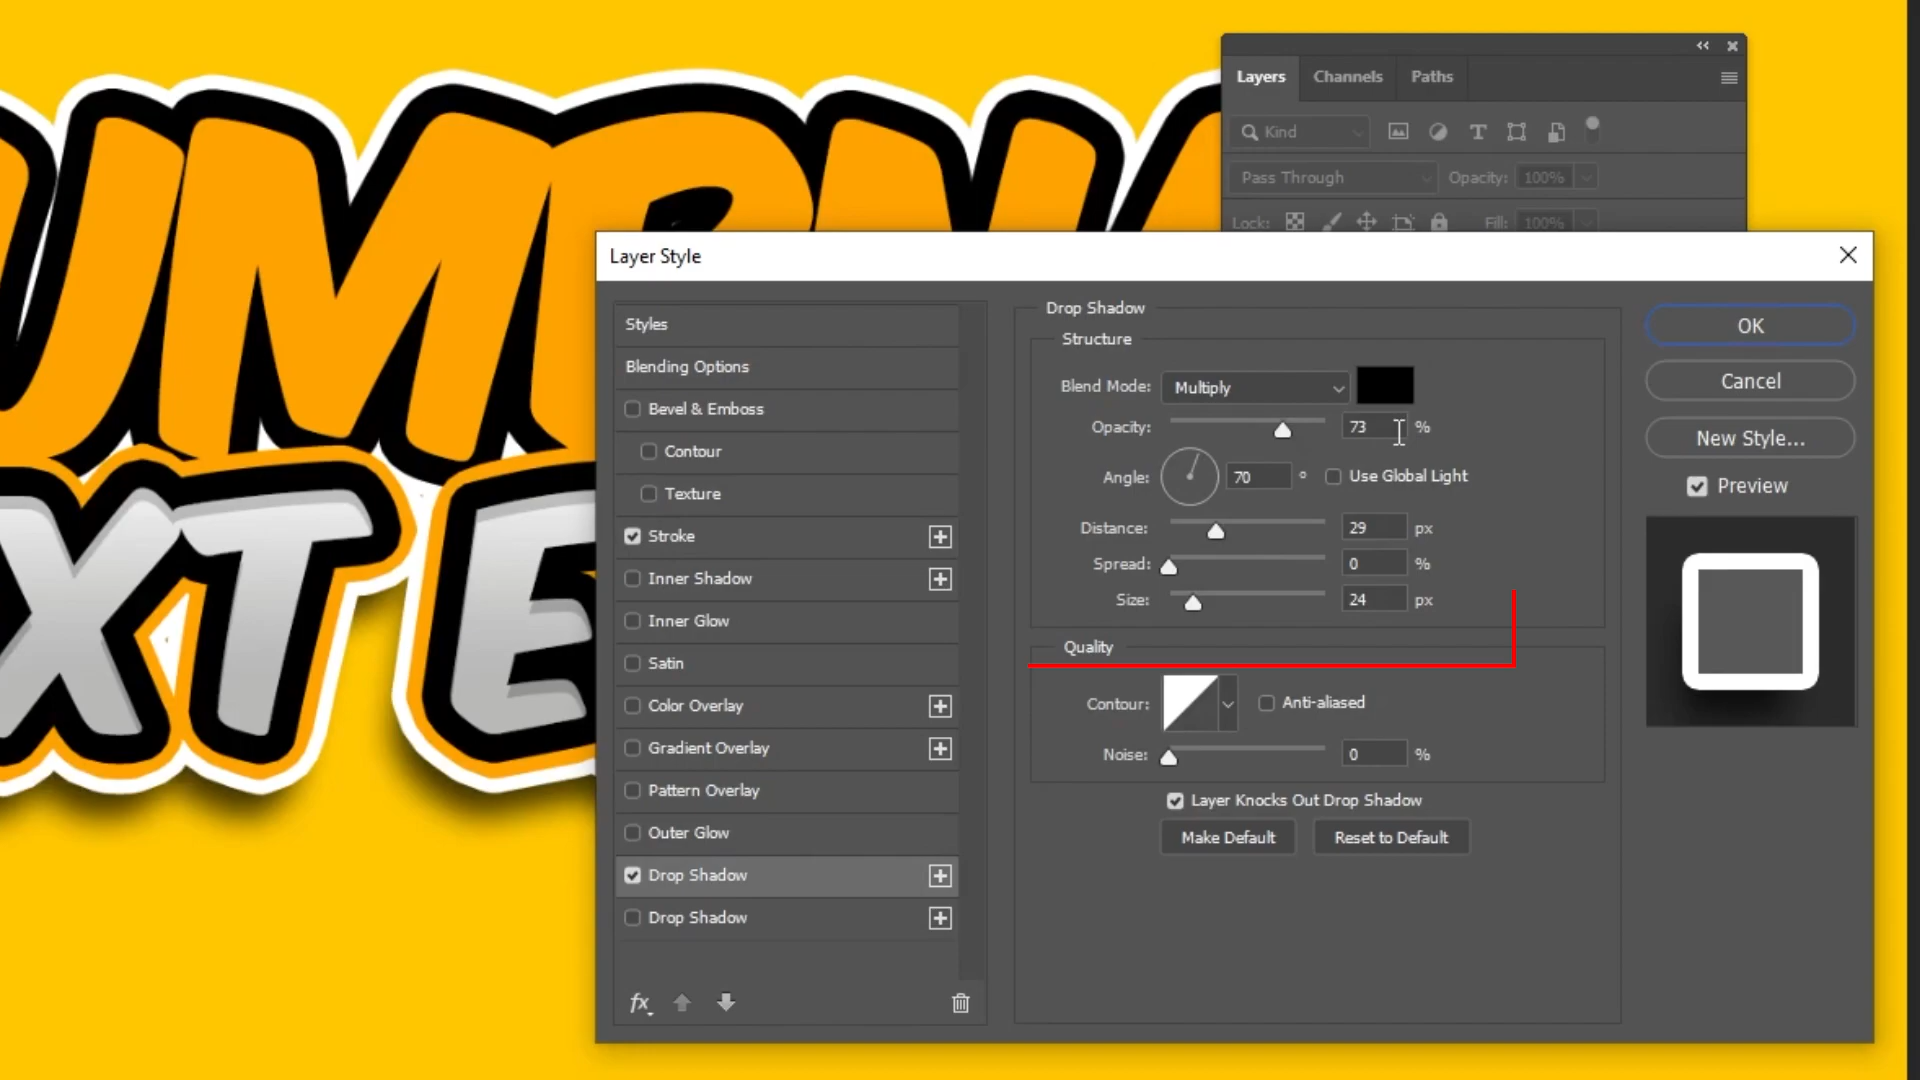 UMPNA
XT E
Layers Channels Paths
Kind
Pass Through Opacity: 100%
Lock: Fill: 100%
Layer Style
Styles
Blending Options
Bevel & Emboss
Contour
Texture
Stroke
Inner Shadow
Inner Glow
Satin
Color Overlay
Gradient Overlay
Pattern Overlay
Outer Glow
Drop Shadow
Drop Shadow
fx
Drop Shadow
Structure
Blend Mode: Multiply
Opacity: 73 %
Angle: 70 ° Use Global Light
Distance: 29 px
Spread: 0 %
Size: 24 px
Quality
Contour: Anti-aliased
Noise: 0 %
Layer Knocks Out Drop Shadow
Make Default Reset to Default
OK
Cancel
New Style...
Preview